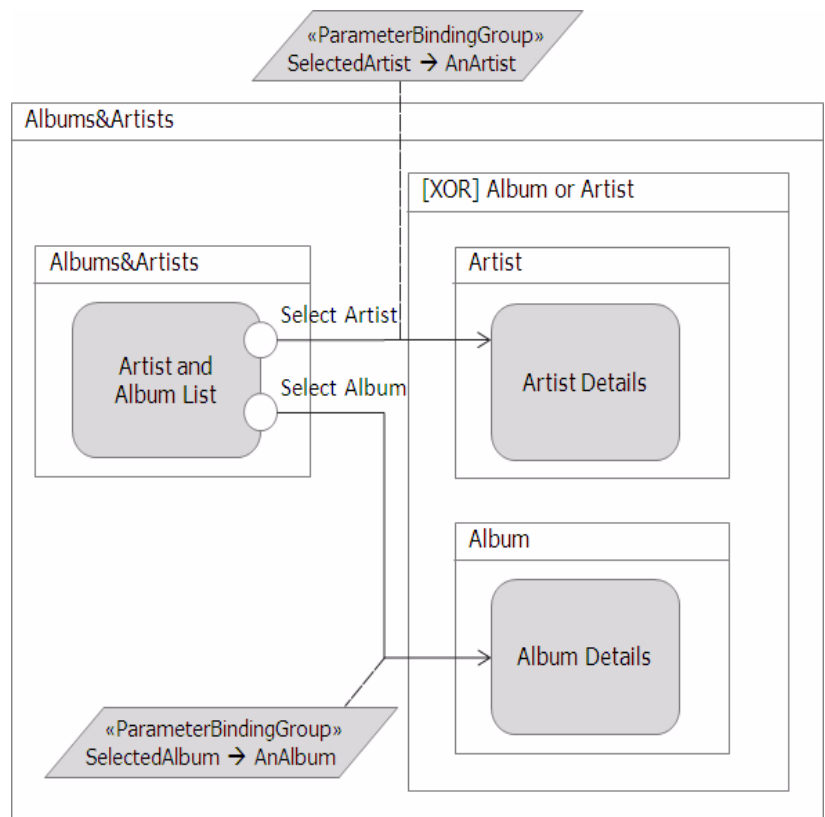 «ParameterBindingGroup»
SelectedArtist → AnArtist
Albums&Artists
[XOR] Album or Artist
Albums&Artists
Artist
Select Artist
Artist and
Album List
Artist Details
Select Album
Album
Album Details
«ParameterBindingGroup»
SelectedAlbum → AnAlbum